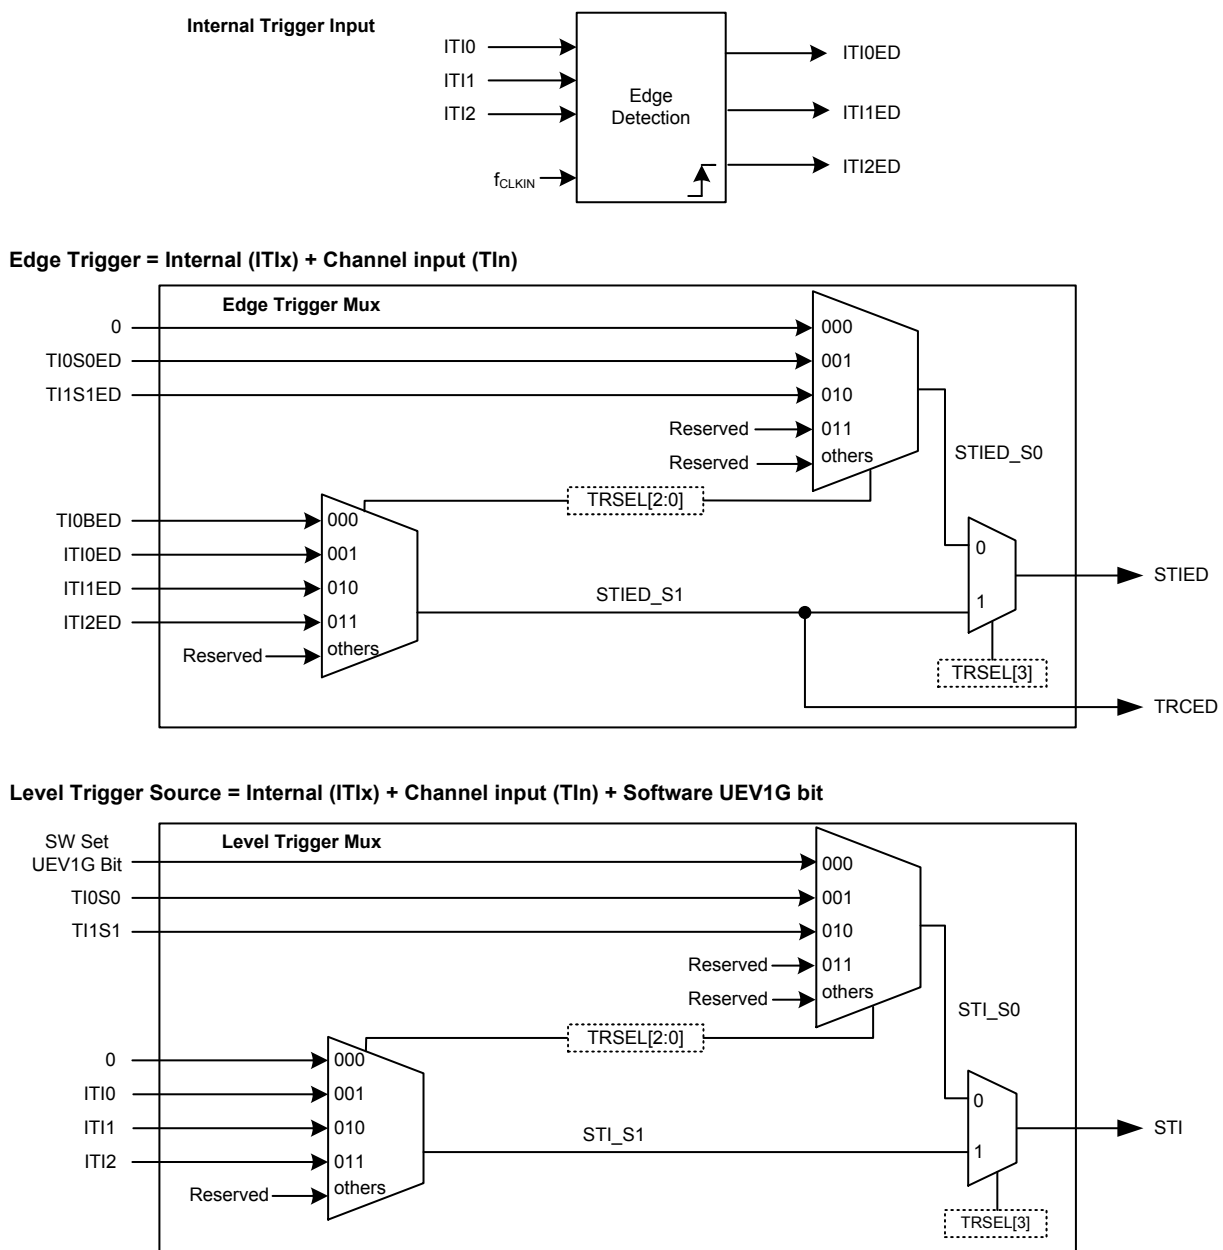 Internal Trigger Input
ITI0
ITI1
ITI2
fCLKIN
Edge
Detection
ITI0ED
ITI1ED
ITI2ED
Edge Trigger = Internal (ITIx) + Channel input (TIn)
Edge Trigger Mux
0
TI0S0ED
TI1S1ED
Reserved
Reserved
000
001
010
011
others
STIED_S0
TRSEL[2:0]
TI0BED
ITI0ED
ITI1ED
ITI2ED
Reserved
000
001
010
011
others
STIED_S1
0
1
STIED
TRSEL[3]
TRCED
Level Trigger Source = Internal (ITIx) + Channel input (TIn) + Software UEV1G bit
Level Trigger Mux
SW Set
UEV1G Bit
TI0S0
TI1S1
Reserved
Reserved
000
001
010
011
others
STI_S0
TRSEL[2:0]
0
ITI0
ITI1
ITI2
Reserved
000
001
010
011
others
STI_S1
0
1
STI
TRSEL[3]